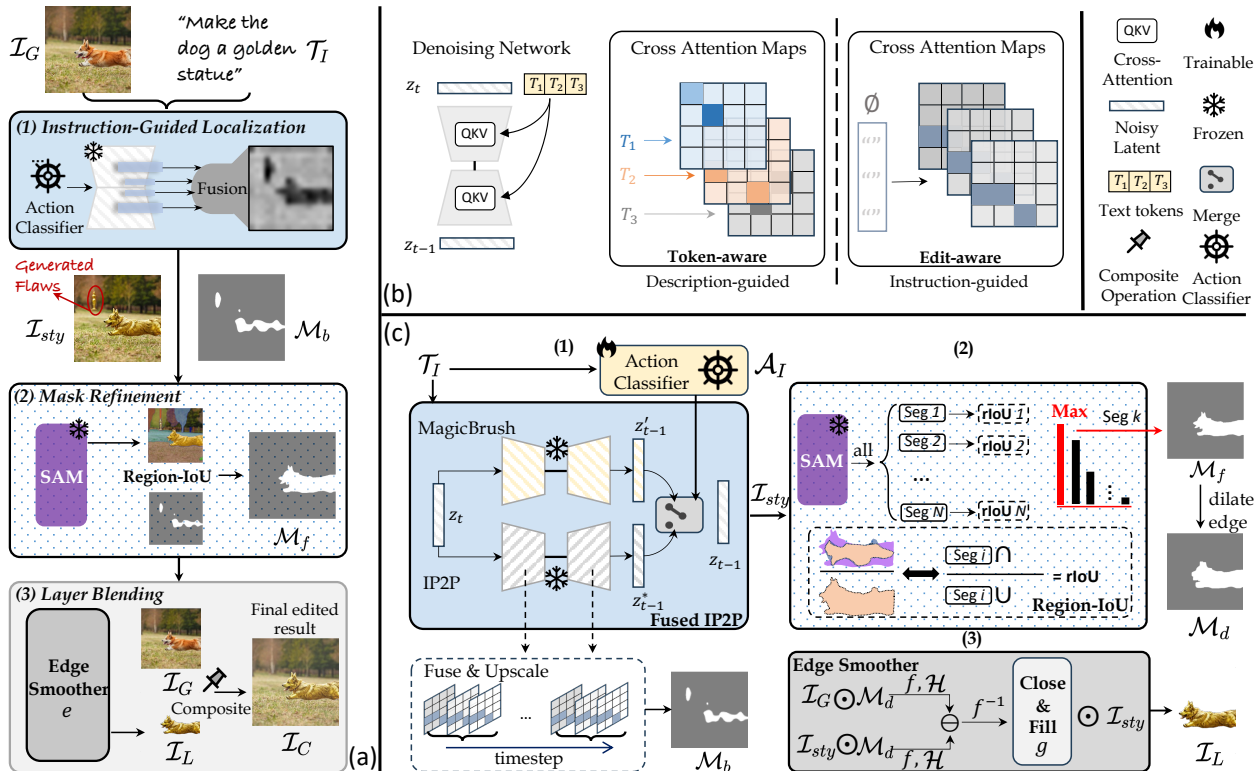 𝓘_G
"Make the
dog a golden
statue"
𝒯_I
(1) Instruction-Guided Localization
Action
Classifier
Fusion
Generated
Flaws
𝓘_sty
ℳ_b
(2) Mask Refinement
SAM
Region-IoU
ℳ_f
(3) Layer Blending
Edge
Smoother
e
𝓘_G
Composite
𝓘_L
Final edited
result
𝓘_C
(a)
Denoising Network
z_t
T_1 T_2 T_3
QKV
QKV
z_{t-1}
Cross Attention Maps
T_1
T_2
T_3
Token-aware
Description-guided
Cross Attention Maps
∅
“”
“”
“”
Edit-aware
Instruction-guided
(b)
QKV
Cross-
Attention
Trainable
Noisy
Latent
Frozen
T_1 T_2 T_3
Text tokens
Merge
Composite
Operation
Action
Classifier
(c)
(1)
𝒯_I
Action
Classifier
𝒜_I
MagicBrush
z_t
z'_{t-1}
IP2P
z*_{t-1}
z_{t-1}
Fused IP2P
𝓘_sty
Fuse & Upscale
...
timestep
ℳ_b
(2)
SAM
all
Seg 1
rIoU 1
Seg 2
rIoU 2
...
Seg N
rIoU N
Max
Seg k
...
ℳ_f
dilate
edge
ℳ_d
Seg i ∩
Seg i ∪
= rIoU
Region-IoU
(3)
Edge Smoother
𝓘_G ⊙ ℳ_d
f, ℋ
𝓘_sty ⊙ ℳ_d
f, ℋ
⊖
f^{-1}
Close
&
Fill
g
⊙ 𝓘_sty
𝓘_L